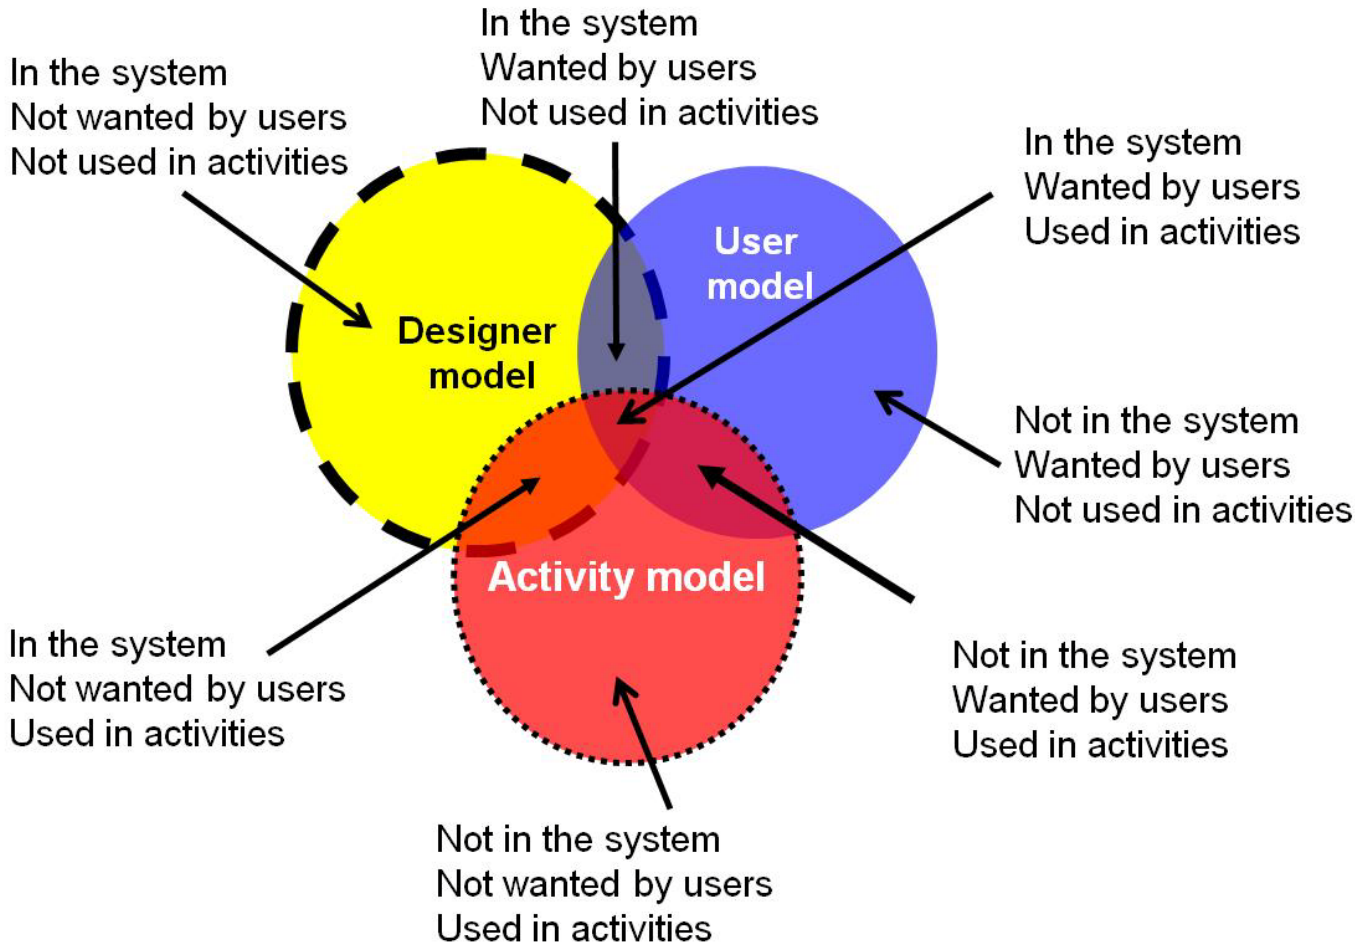 In the system
Wanted by users
Not used in activities
In the system
Not wanted by users
Not used in activities
In the system
Wanted by users
Used in activities
User
model
Designer
model
Not in the system
Wanted by users
Not used in activities
Activity model
In the system
Not wanted by users
Used in activities
Not in the system
Wanted by users
Used in activities
Not in the system
Not wanted by users
Used in activities